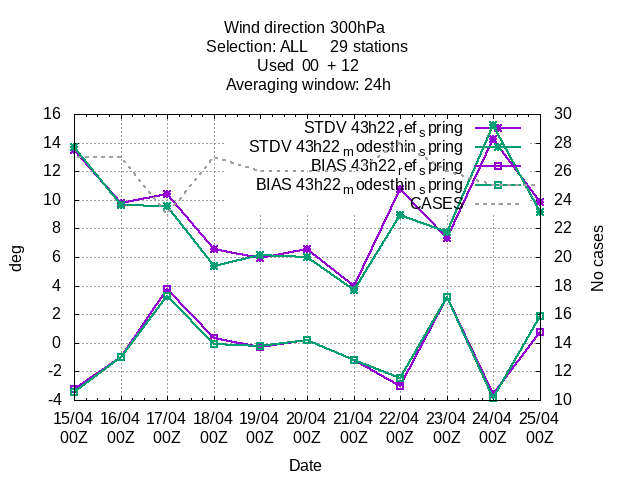 Wind direction 300hPa
Selection: ALL 29 stations
Used 00 + 12
Averaging window: 24h
16 14 12 10 8 6 4 2 0 -2 -4
deg
STDV 43h22ref_spring
STDV 43h22modesthin_spring
BIAS 43h22ref_spring
BIAS 43h22modesthin_spring
CASES
30 28 26 24 22 20 18 16 14 12 10
No cases
15/04 16/04 17/04 18/04 19/04 20/04 21/04 22/04 23/04 24/04 25/04
00Z 00Z 00Z 00Z 00Z 00Z 00Z 00Z 00Z 00Z 00Z
Date